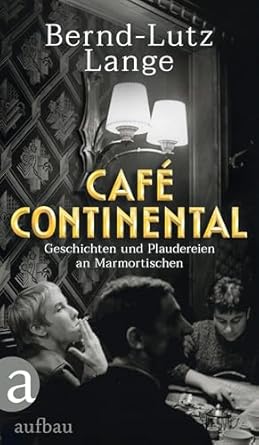 Bernd-Lutz
Lange
CAFÉ
CONTINENTAL
Geschichten und Plaudereien
an Marmortischen
a
aufbau